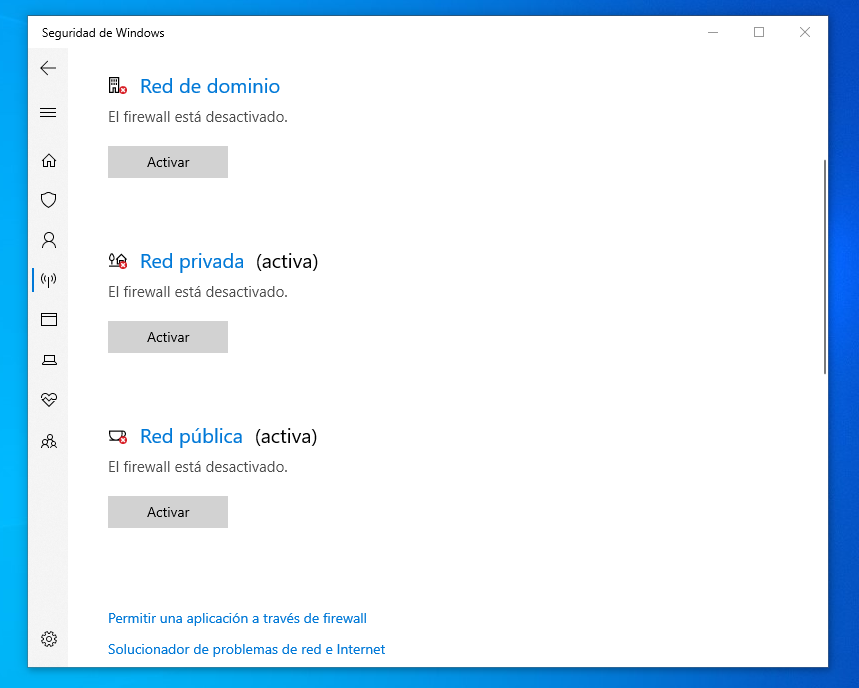 Seguridad de Windows
Red de dominio
El firewall está desactivado.
Activar
Red privada (activa)
El firewall está desactivado.
Activar
Red pública (activa)
El firewall está desactivado.
Activar
Permitir una aplicación a través de firewall
Solucionador de problemas de red e Internet